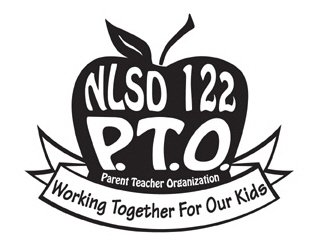 NLSD 122
P.T.O.
Parent Teacher Organization
Working Together For Our Kids